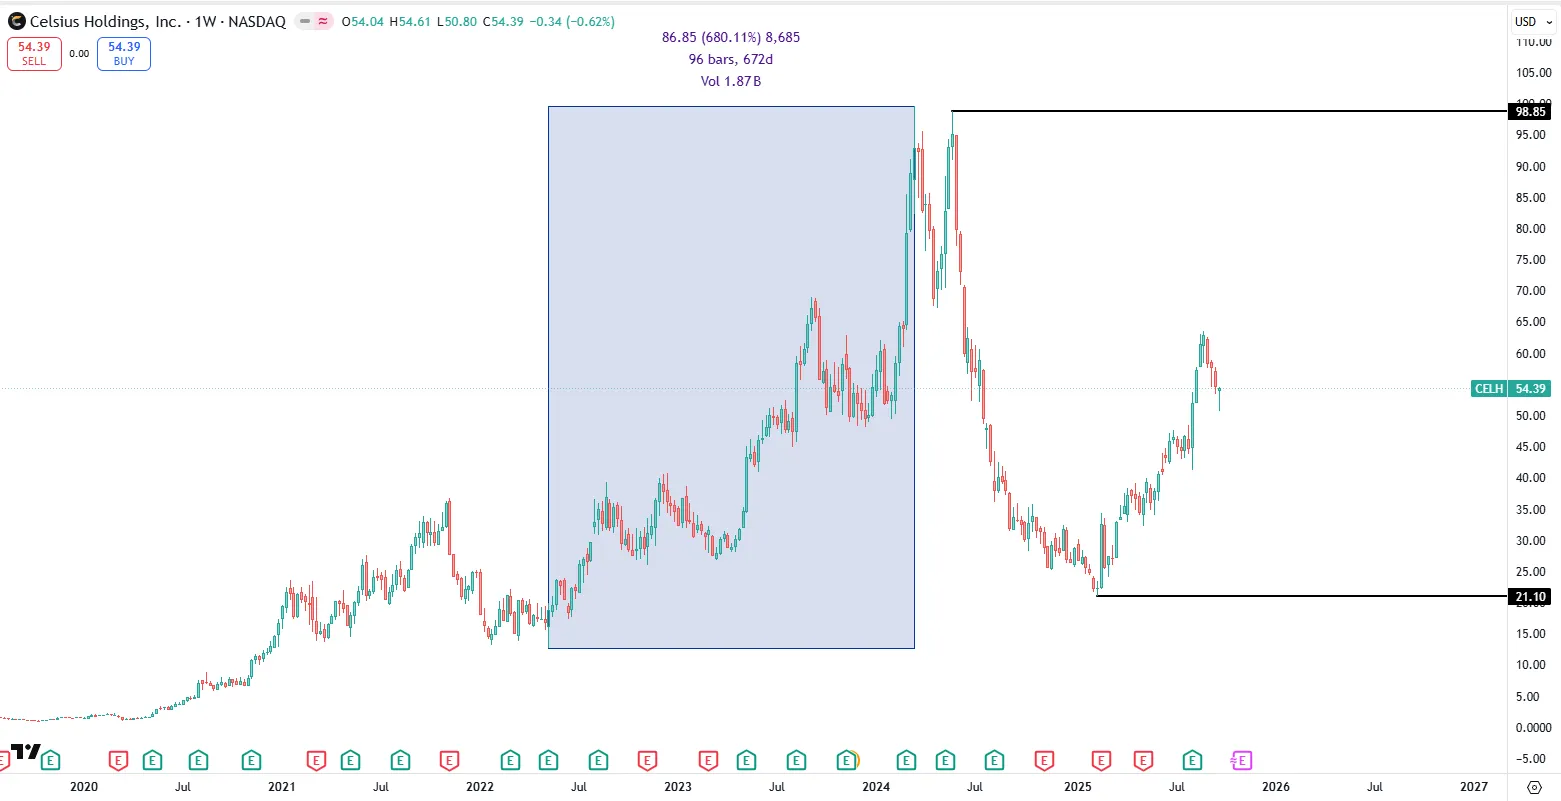 Celsius Holdings, Inc. · 1W · NASDAQ O54.04 H54.61 L50.80 C54.39 −0.34 (−0.62%)
USD
54.39
SELL
0.00
54.39
BUY
86.85 (680.11%) 8,685
96 bars, 672d
Vol 1.87B
110.00
105.00
100.00
98.85
95.00
90.00
85.00
80.00
75.00
70.00
65.00
60.00
CELH 54.39
50.00
45.00
40.00
35.00
30.00
25.00
21.10
15.00
10.00
5.00
0.0000
−5.00
E E E E E E E E E E E E E E E E E E E E E E E E E E
2020 Jul 2021 Jul 2022 Jul 2023 Jul 2024 Jul 2025 Jul 2026 Jul 2027